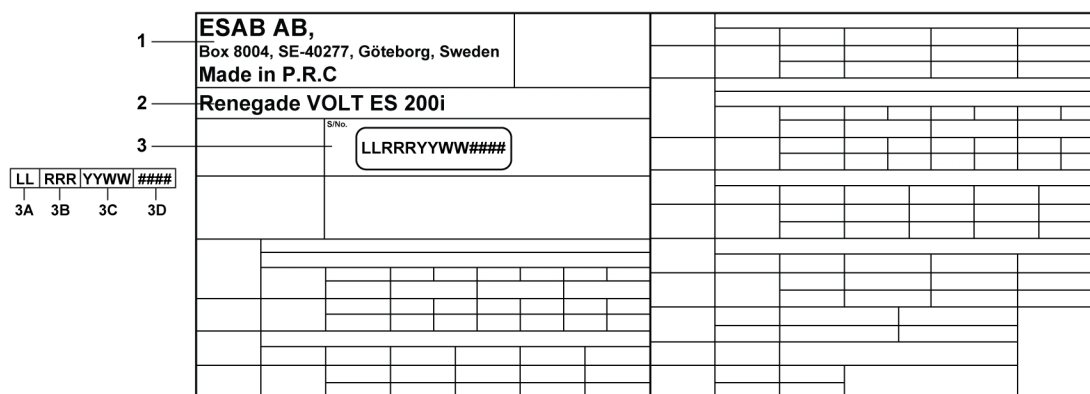 ESAB AB,
1
Box 8004, SE-40277, Göteborg, Sweden
Made in P.R.C
2
Renegade VOLT ES 200i
S/No.
3
LLRRRYYWW####
LL RRR YYWW ####
3A 3B 3C 3D